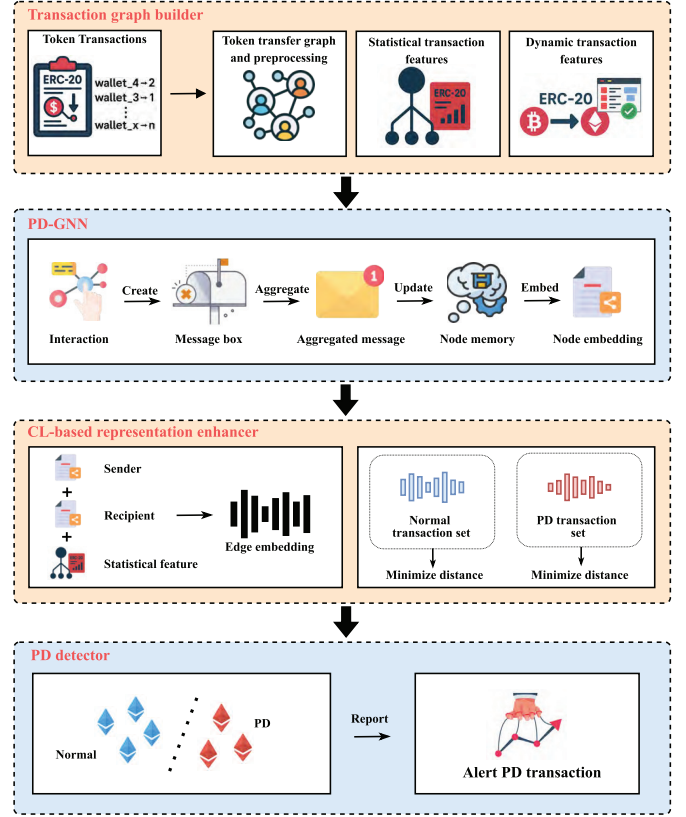 Transaction graph builder
Token Transactions
ERC-20
wallet_4→2
wallet_3→1
wallet_x→n
Token transfer graph
and preprocessing
Statistical transaction
features
ERC-20
Dynamic transaction
features
ERC-20
PD-GNN
Interaction
Create
Message box
Aggregate
1
Aggregated message
Update
Node memory
Embed
Node embedding
CL-based representation enhancer
Sender
+
Recipient
+
Statistical feature
ERC-20
Edge embedding
Normal
transaction set
Minimize distance
PD transaction
set
Minimize distance
PD detector
Normal
PD
Report
Alert PD transaction